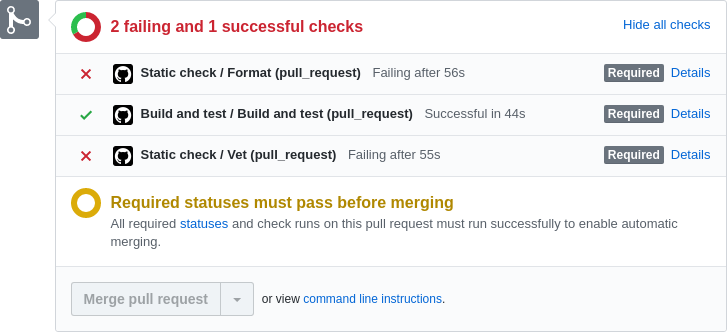 2 failing and 1 successful checks Hide all checks
Static check / Format (pull_request) Failing after 56s Required Details
Build and test / Build and test (pull_request) Successful in 44s Required Details
Static check / Vet (pull_request) Failing after 55s Required Details
Required statuses must pass before merging
All required statuses and check runs on this pull request must run successfully to enable automatic
merging.
Merge pull request or view command line instructions.